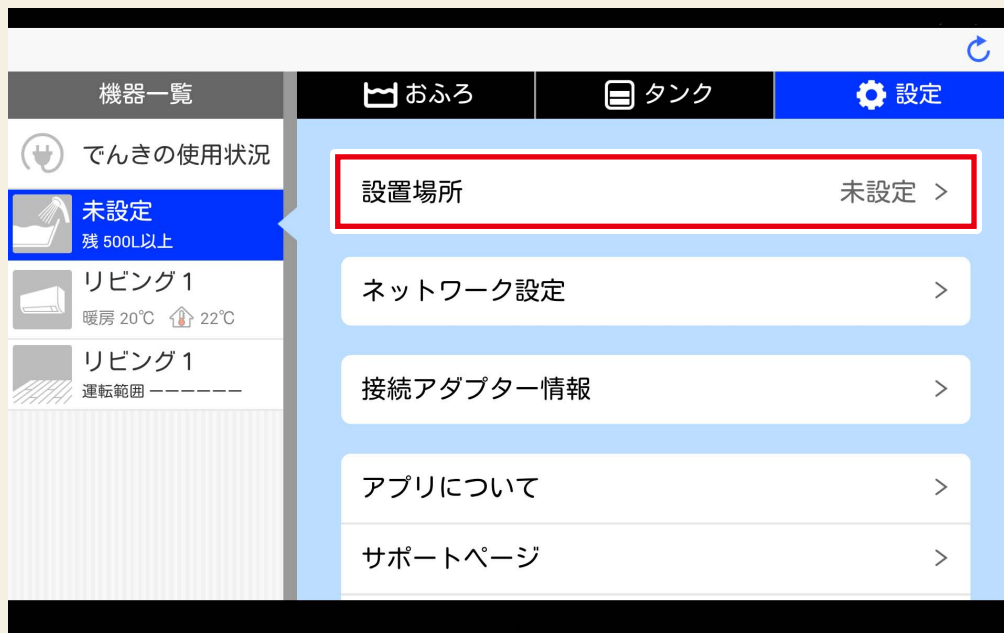 機器一覧
おふろ
タンク
設定
でんきの使用状況
未設定
残 500L以上
リビング1
暖房 20℃ 22℃
リビング1
運転範囲 ーーーーーー
設置場所 未設定 >
ネットワーク設定 >
接続アダプター情報 >
アプリについて >
サポートページ >